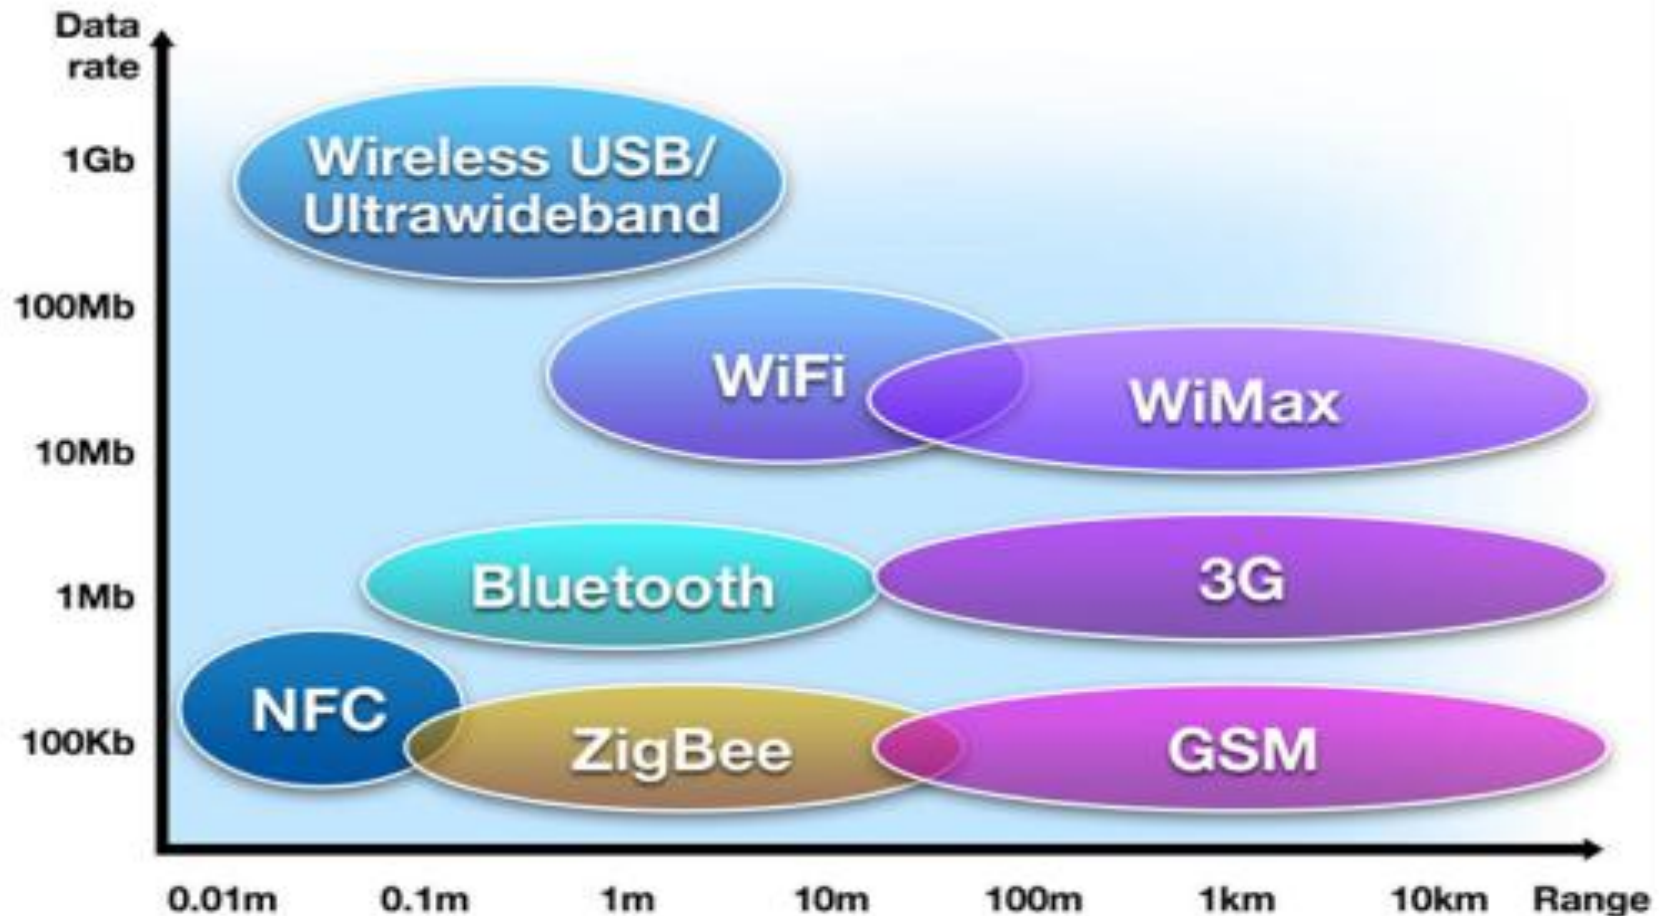 Data
rate
1Gb
Wireless USB/
Ultrawideband
100Mb
WiFi
WiMax
10Mb
Bluetooth
3G
1Mb
NFC
ZigBee
GSM
100Kb
0.01m 0.1m 1m 10m 100m 1km 10km Range